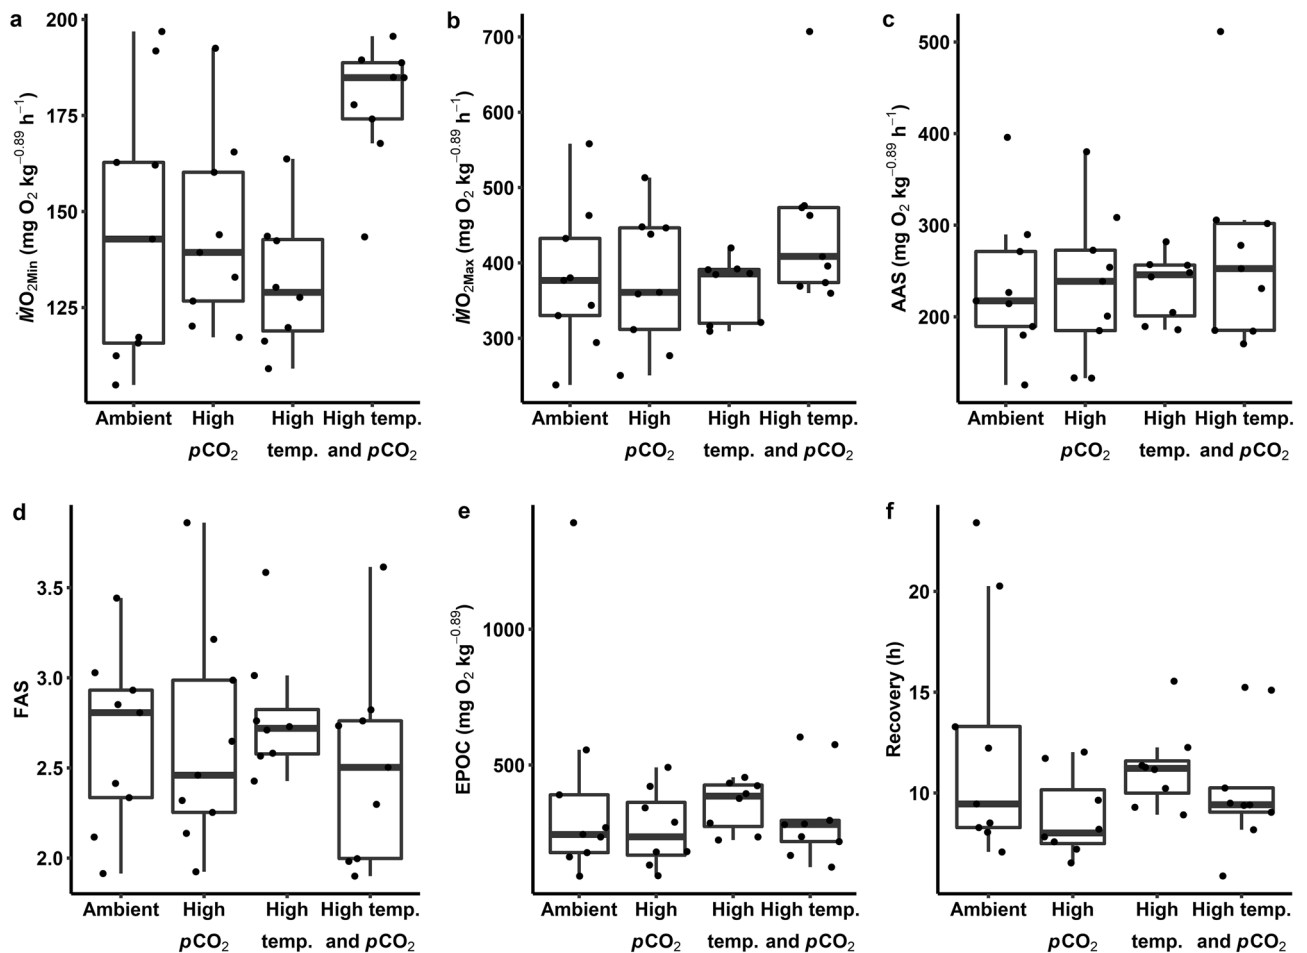 a
200
175
150
125
ṀO₂Min (mg O₂ kg⁻⁰·⁸⁹ h⁻¹)
Ambient High High High temp.
pCO₂ temp. and pCO₂
b
700
600
500
400
300
ṀO₂Max (mg O₂ kg⁻⁰·⁸⁹ h⁻¹)
Ambient High High High temp.
pCO₂ temp. and pCO₂
c
500
400
300
200
AAS (mg O₂ kg⁻⁰·⁸⁹ h⁻¹)
Ambient High High High temp.
pCO₂ temp. and pCO₂
d
3.5
3.0
2.5
2.0
FAS
Ambient High High High temp.
pCO₂ temp. and pCO₂
e
1000
500
EPOC (mg O₂ kg⁻⁰·⁸⁹)
Ambient High High High temp.
pCO₂ temp. and pCO₂
f
20
15
10
Recovery (h)
Ambient High High High temp.
pCO₂ temp. and pCO₂